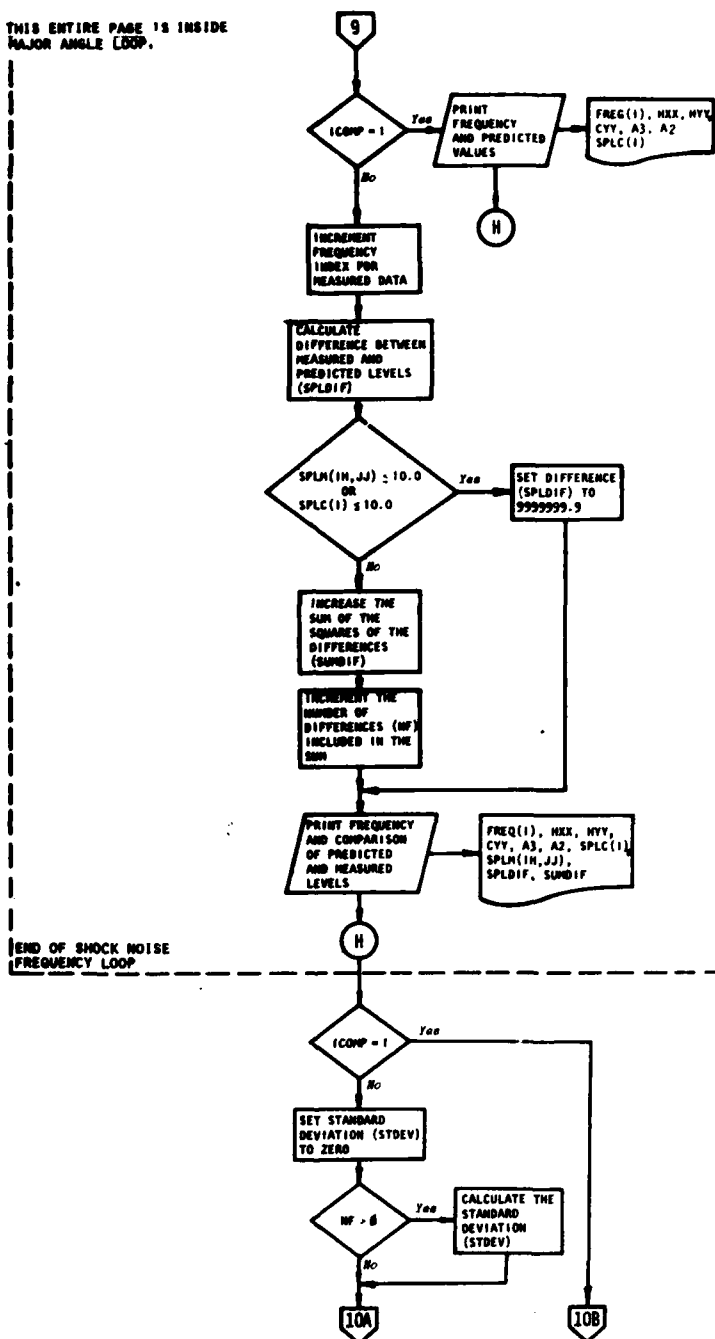 THIS ENTIRE PAGE IS INSIDE
MAJOR ANGLE LOOP.
9
ICOMP = 1
Yes
No
PRINT
FREQUENCY
AND PREDICTED
VALUES
FREG(I), HXX, HYY,
CYY, A3, A2
SPLC(I)
H
INCREMENT
FREQUENCY
INDEX FOR
MEASURED DATA
CALCULATE
DIFFERENCE BETWEEN
MEASURED AND
PREDICTED LEVELS
(SPLDIF)
SPLM(IH,JJ) ≤ 10.0
OR
SPLC(I) ≤ 10.0
Yes
No
SET DIFFERENCE
(SPLDIF) TO
9999999.9
INCREASE THE
SUM OF THE
SQUARES OF THE
DIFFERENCES
(SUMDIF)
INCREMENT THE
NUMBER OF
DIFFERENCES (NF)
INCLUDED IN THE
SUM
PRINT FREQUENCY
AND COMPARISON
OF PREDICTED
AND MEASURED
LEVELS
FREQ(I), HXX, HYY,
CYY, A3, A2, SPLC(I),
SPLM(IH,JJ),
SPLDIF, SUMDIF
H
END OF SHOCK NOISE
FREQUENCY LOOP
ICOMP = 1
Yes
No
SET STANDARD
DEVIATION (STDEV)
TO ZERO
NF > 0
Yes
No
CALCULATE THE
STANDARD
DEVIATION
(STDEV)
10A
10B